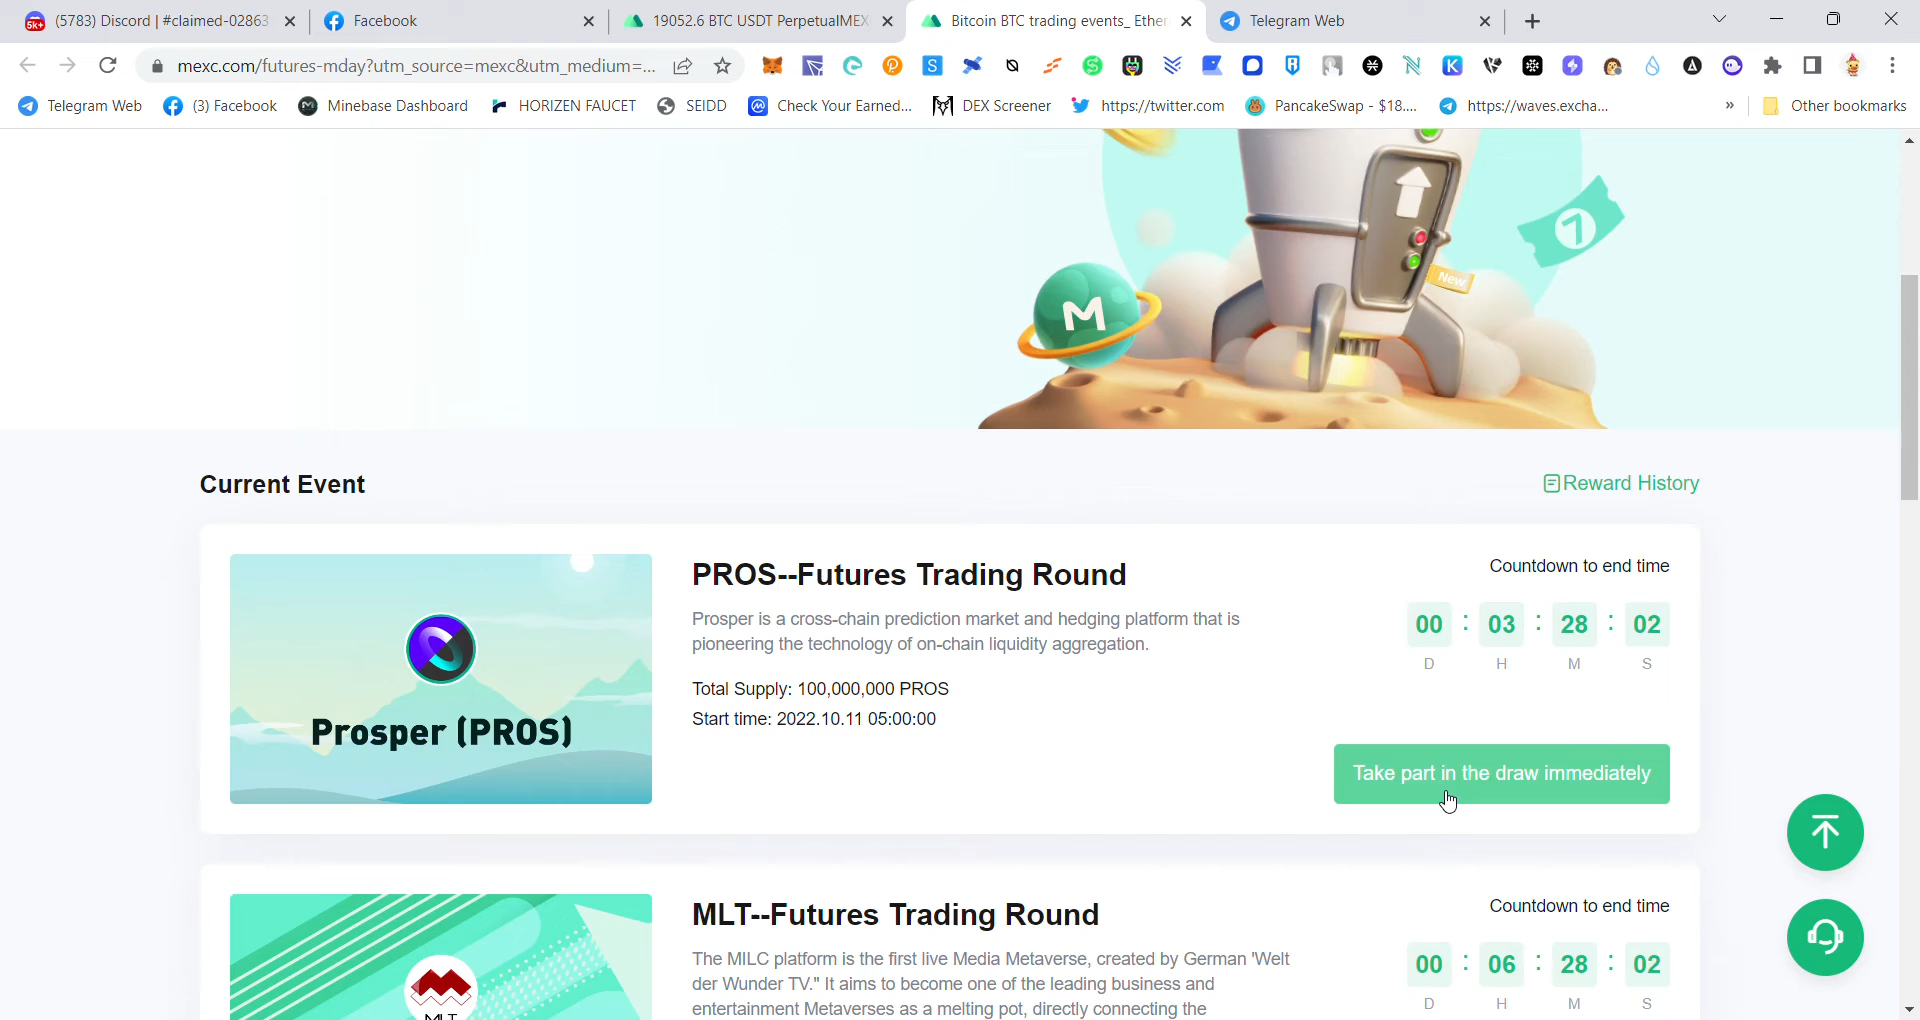 (5783) Discord | #claimed-02863
Facebook
19052.6 BTC USDT PerpetualMEX
Bitcoin BTC trading events_ Ether
Telegram Web
mexc.com/futures-mday?utm_source=mexc&utm_medium=...
Telegram Web
(3) Facebook
Minebase Dashboard
HORIZEN FAUCET
SEIDD
Check Your Earned...
DEX Screener
https://twitter.com
PancakeSwap - $18....
https://waves.excha...
»
Other bookmarks
New
M
Current Event
Reward History
PROS--Futures Trading Round
Countdown to end time
Prosper is a cross-chain prediction market and hedging platform that is
pioneering the technology of on-chain liquidity aggregation.
00 : 03 : 28 : 02
D H M S
Total Supply: 100,000,000 PROS
Start time: 2022.10.11 05:00:00
Prosper (PROS)
Take part in the draw immediately
MLT--Futures Trading Round
Countdown to end time
The MILC platform is the first live Media Metaverse, created by German 'Welt
der Wunder TV." It aims to become one of the leading business and
entertainment Metaverses as a melting pot, directly connecting the
00 : 06 : 28 : 02
D H M S
MLT